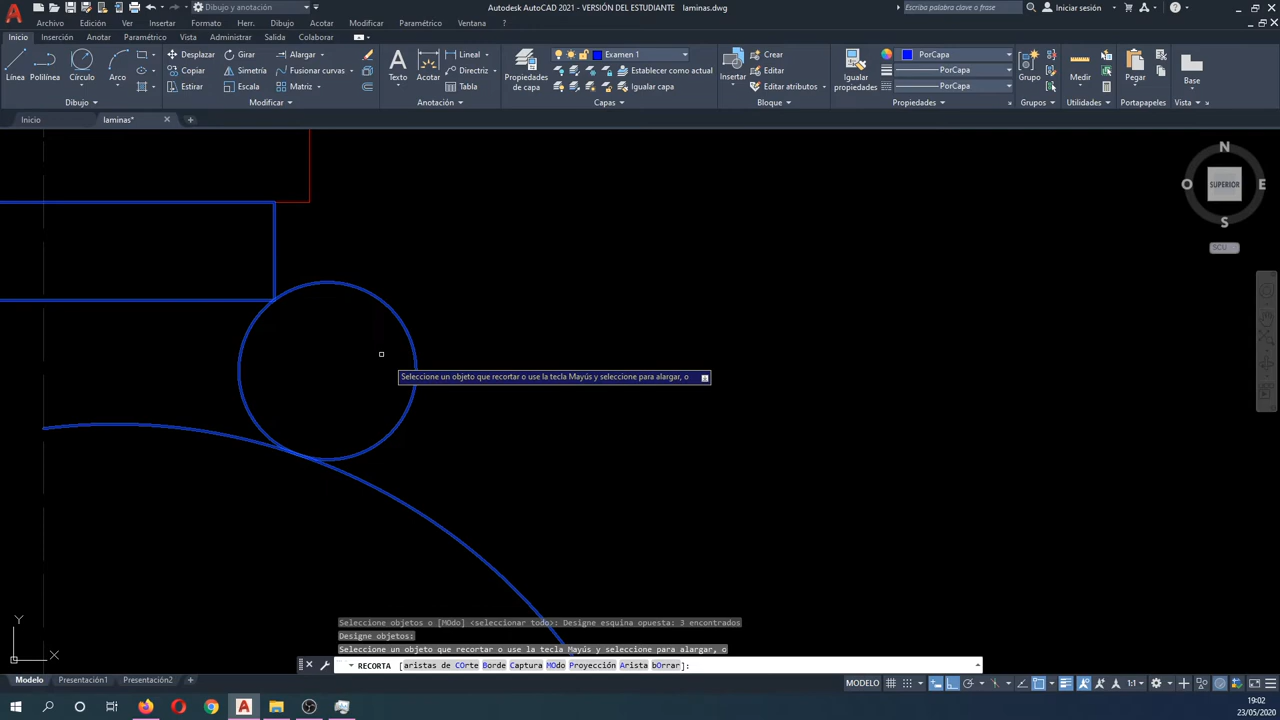 Dibujo y anotación
Autodesk AutoCAD 2021 - VERSIÓN DEL ESTUDIANTE
laminas.dwg
Escriba palabra clave o frase
Iniciar sesión
Archivo Edición Ver Insertar Formato Herr. Dibujo Acotar Modificar Paramétrico Ventana ?
Inicio Insertar Anotar Paramétrico Vista Administrar Salida Colaborar
Línea Polilínea Círculo Arco
Desplazar Girar Alargar
Copiar Simetría Fusionar curvas
Estirar Escala Matriz
Texto Acotar
Lineal
Directriz
Tabla
Propiedades de capa
Examen 1
Establecer como actual
Igualar capa
Insertar
Crear
Editar
Editar atributos
Igualar propiedades
PorCapa
PorCapa
PorCapa
Grupo
Medir
Pegar
Base
Dibujo Modificar Anotación Capas Bloque Propiedades Grupos Utilidades Portapapeles Vista
Inicio laminas*
N
O SUPERIOR E
S
SCU
Seleccione un objeto que recortar o use la tecla Mayús y seleccione para alargar, o
Y
X
Seleccione objetos o [MOdo] <seleccionar todo>: Designe esquina opuesta: 3 encontrados
Designe objetos:
Seleccione un objeto que recortar o use la tecla Mayús y seleccione para alargar, o
RECORTA [aristas de COrte Borde Captura MOdo Proyección Arista bOrrar]:
Modelo Presentación1 Presentación2
MODELO
1:1
19:02
23/05/2020